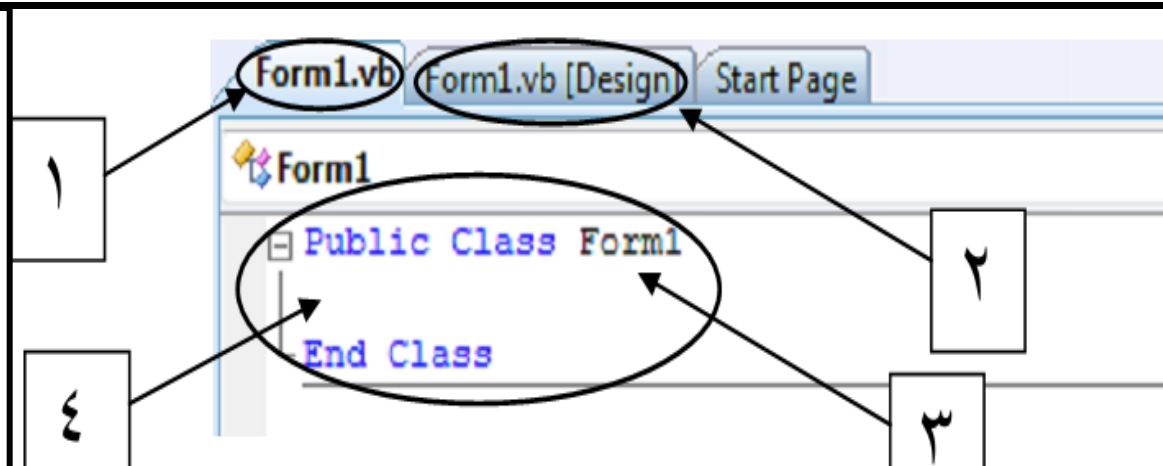 Form1.vb Form1.vb [Design] Start Page
Form1
١
Public Class Form1
٢
End Class
٤
٣